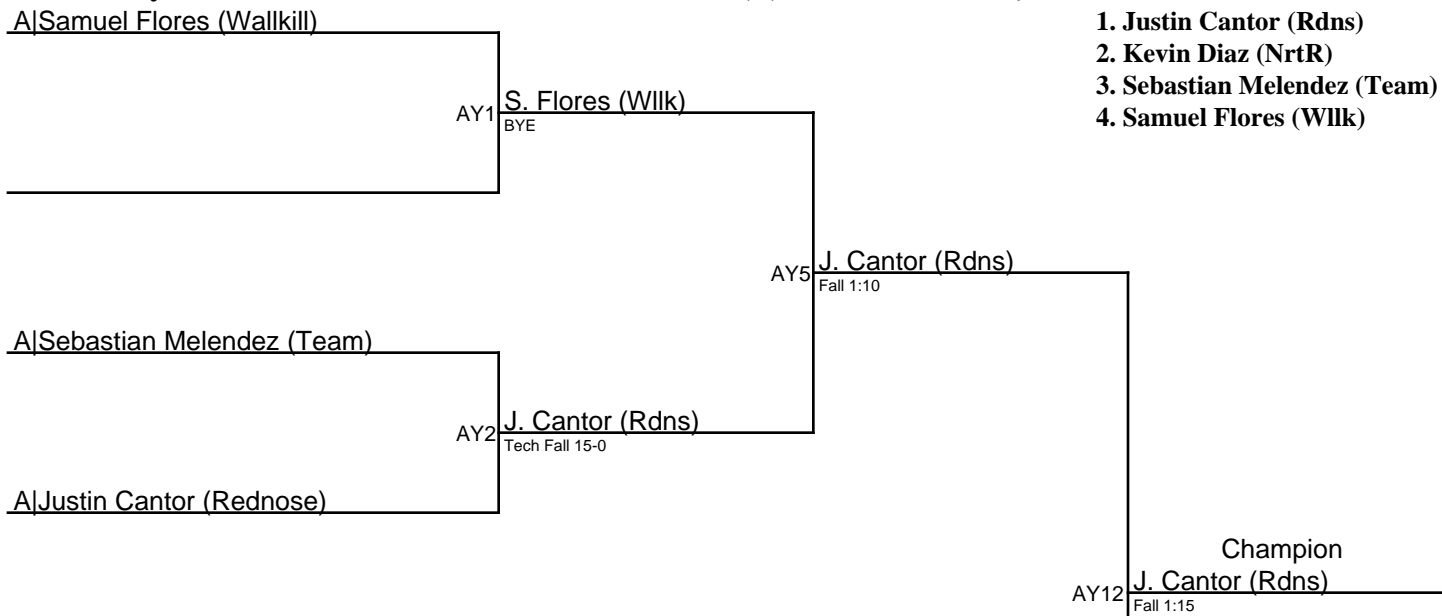 A|Samuel Flores (Wallkill)
1. Justin Cantor (Rdns)
2. Kevin Diaz (NrtR)
3. Sebastian Melendez (Team)
4. Samuel Flores (Wllk)
AY1
S. Flores (Wllk)
BYE
AY5
J. Cantor (Rdns)
Fall 1:10
A|Sebastian Melendez (Team)
AY2
J. Cantor (Rdns)
Tech Fall 15-0
A|Justin Cantor (Rednose)
Champion
AY12
J. Cantor (Rdns)
Fall 1:15